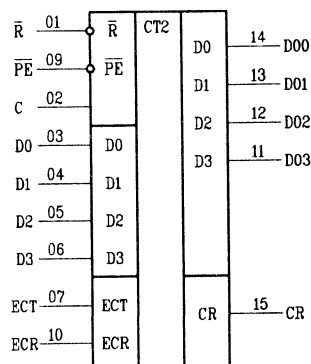 R̅ 01 R̅ CT2 D0 14 D00
P̅E̅ 09 P̅E̅ D1 13 D01
C 02 D2 12 D02
D0 03 D0 D3 11 D03
D1 04 D1
D2 05 D2
D3 06 D3
ECT 07 ECT CR 15 CR
ECR 10 ECR